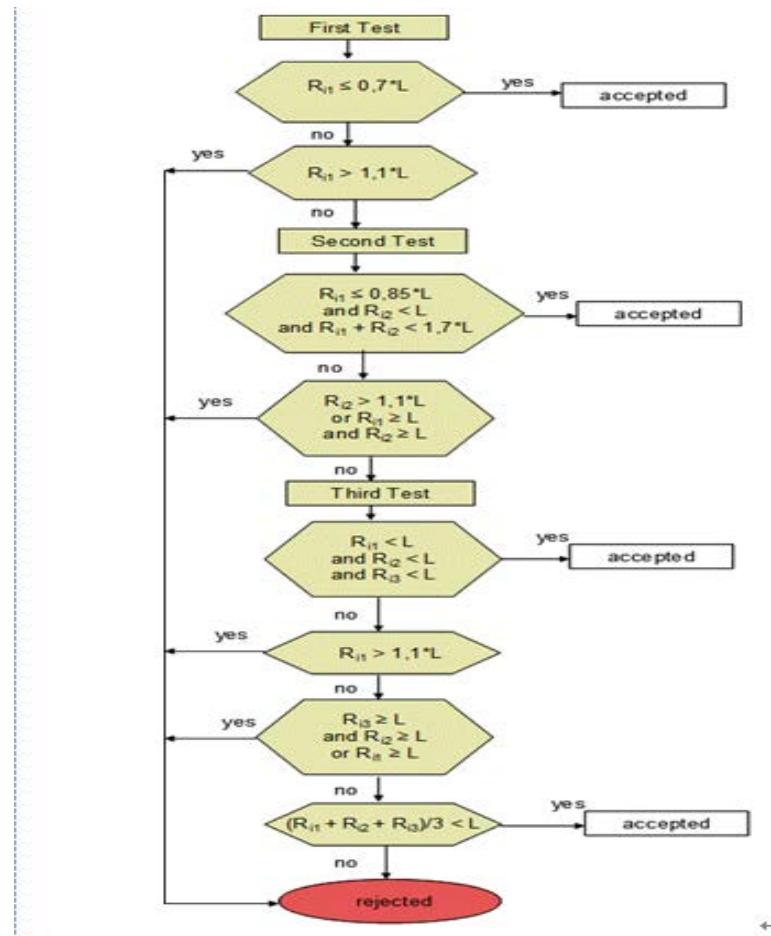 First Test
Ri1 ≤ 0,7*L
yes
accepted
no
yes
Ri1 > 1,1*L
no
Second Test
Ri1 ≤ 0,85*L
and Ri2 < L
and Ri1 + Ri2 < 1,7*L
yes
accepted
no
yes
Ri2 > 1,1*L
or Ri1 ≥ L
and Ri2 ≥ L
no
Third Test
Ri1 < L
and Ri2 < L
and Ri3 < L
yes
accepted
no
yes
Ri1 > 1,1*L
no
yes
Ri3 ≥ L
and Ri2 ≥ L
or Ri1 ≥ L
no
(Ri1 + Ri2 + Ri3)/3 < L
yes
accepted
no
rejected